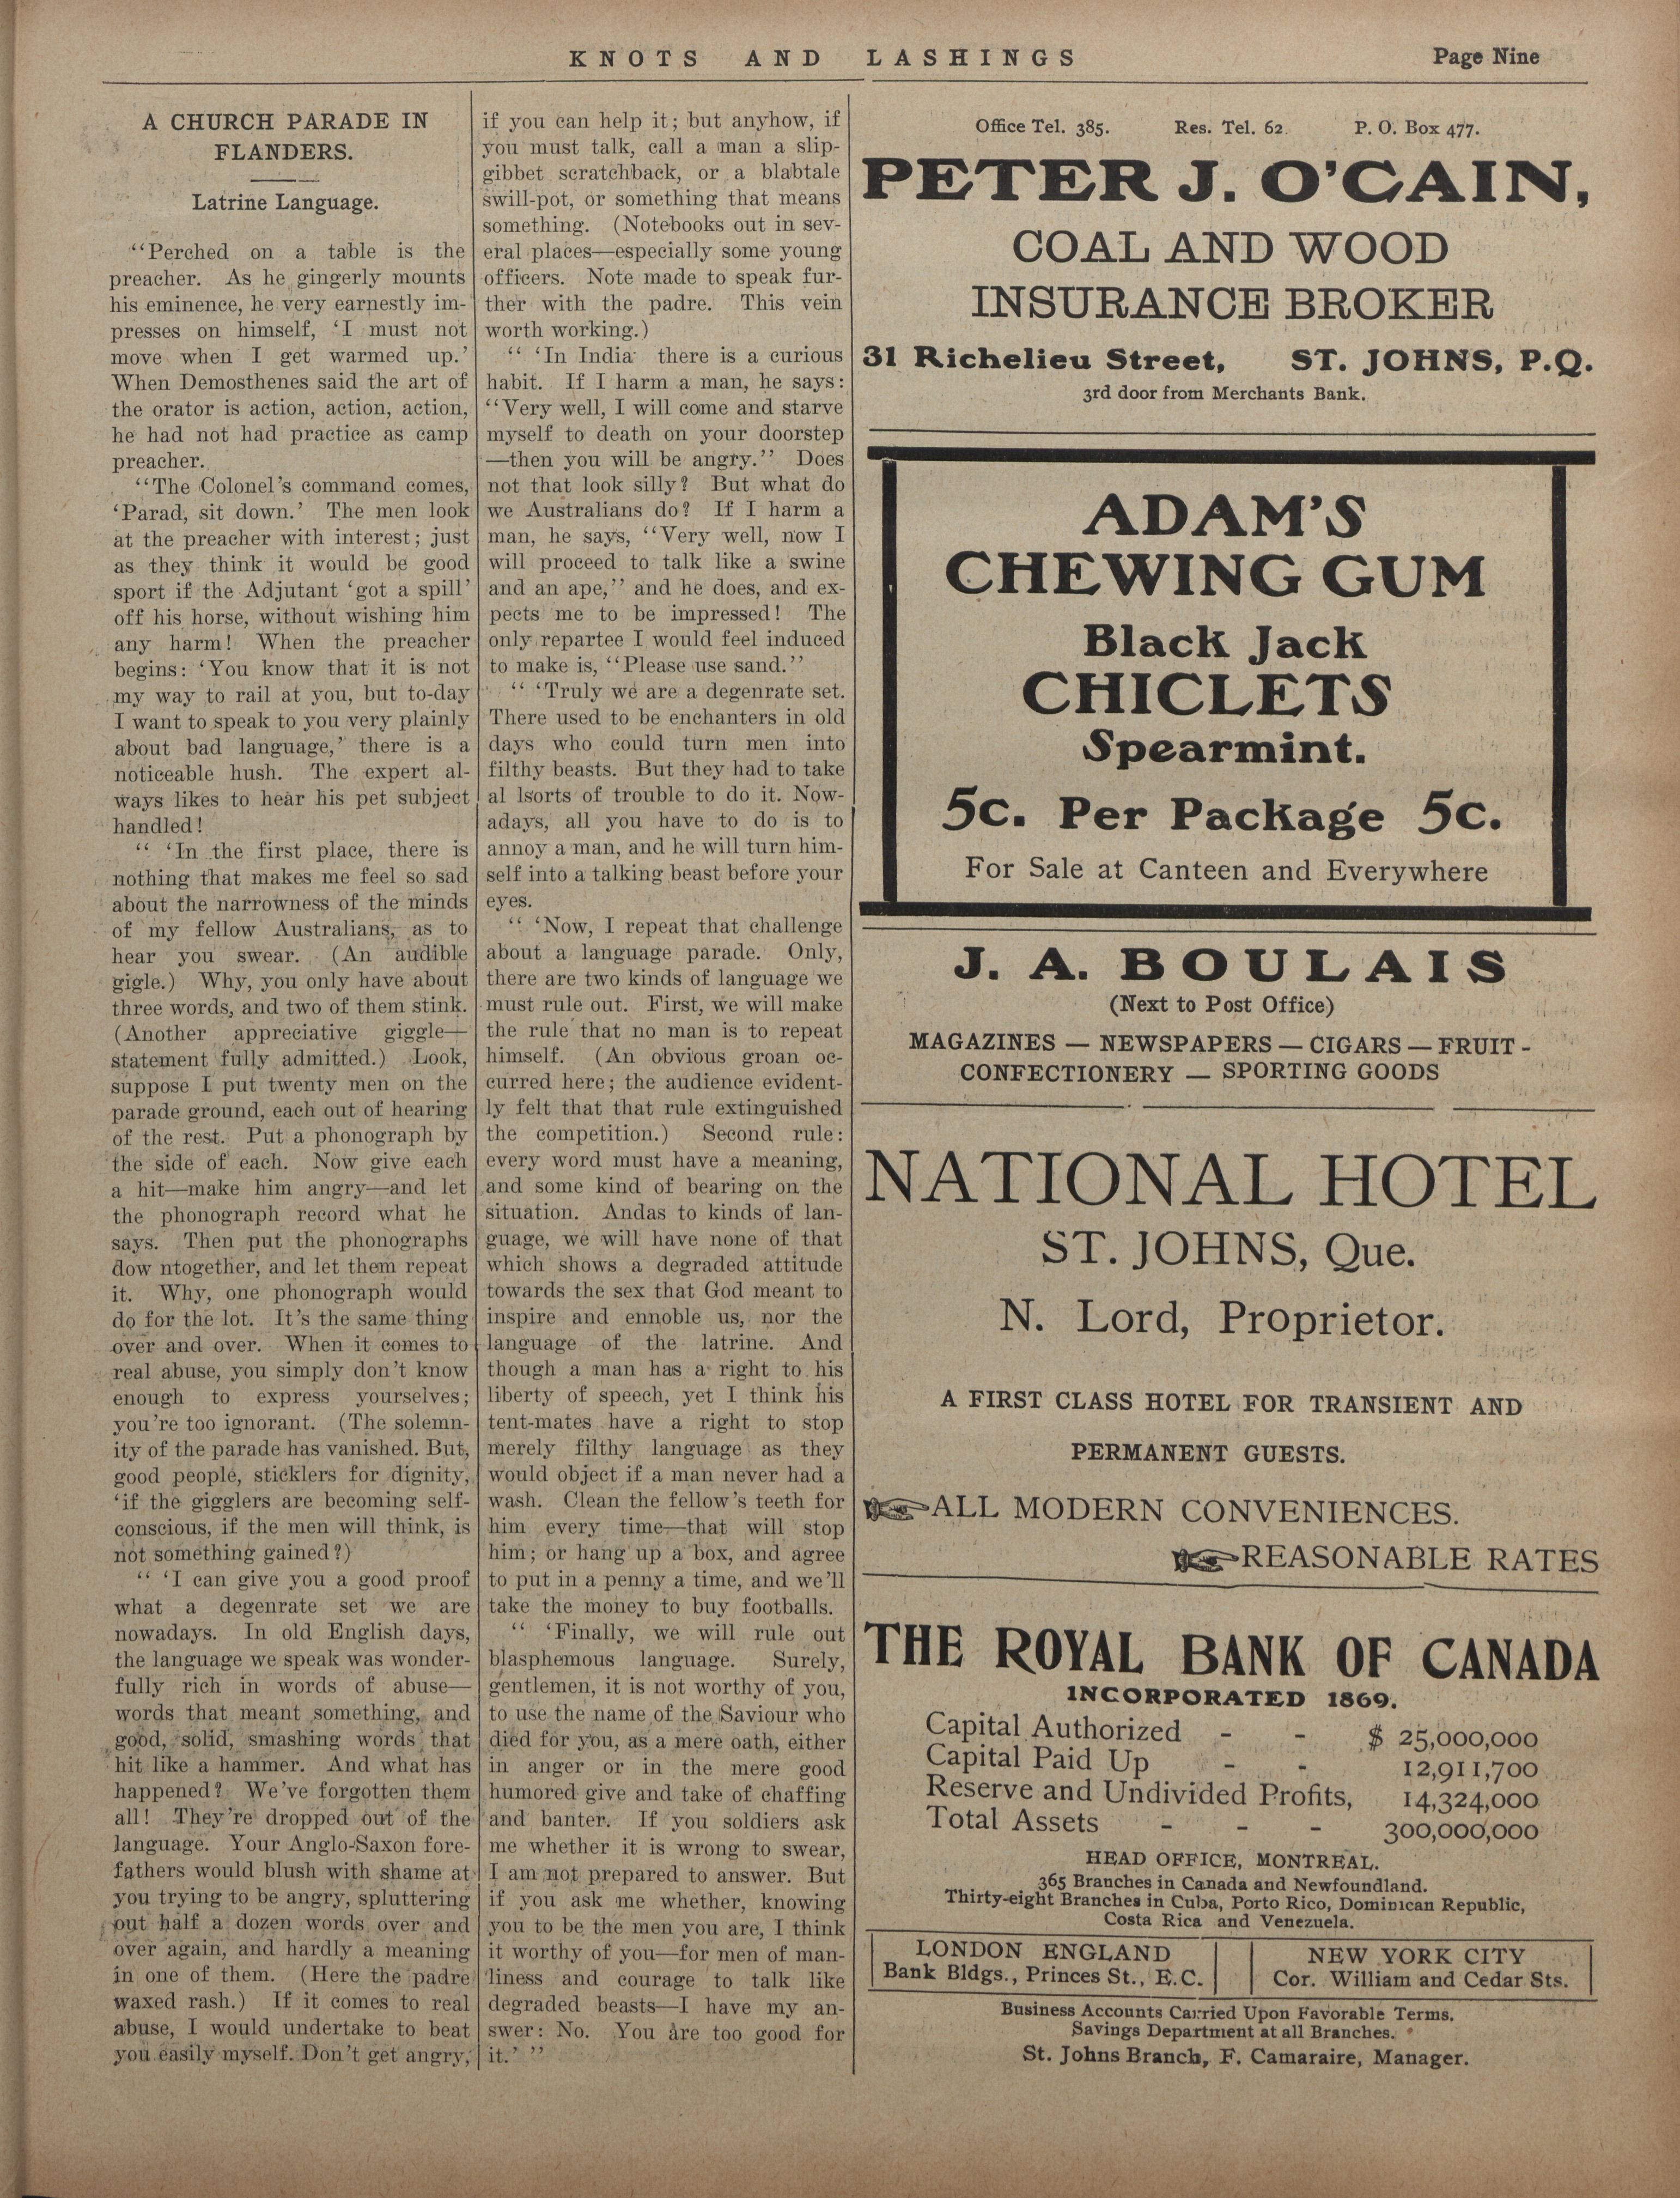 KNOTS AND LASHINGS
Page Nine
A CHURCH PARADE IN
FLANDERS.
Latrine Language.
"Perched on a table is the
preacher. As he gingerly mounts
his eminence, he very earnestly im-
presses on himself, 'I must not
move when I get warmed up.'
When Demosthenes said the art of
the orator is action, action, action,
he had not had practice as camp
preacher.
"The Colonel's command comes,
'Parad, sit down.' The men look
at the preacher with interest; just
as they think it would be good
sport if the Adjutant 'got a spill'
off his horse, without wishing him
any harm! When the preacher
begins: 'You know that it is not
my way to rail at you, but to-day
I want to speak to you very plainly
about bad language,' there is a
noticeable hush. The expert al-
ways likes to hear his pet subject
handled!
" 'In the first place, there is
nothing that makes me feel so sad
about the narrowness of the minds
of my fellow Australians, as to
hear you swear. (An audible
gigle.) Why, you only have about
three words, and two of them stink.
(Another appreciative giggle—
statement fully admitted.) Look,
suppose I put twenty men on the
parade ground, each out of hearing
of the rest. Put a phonograph by
the side of each. Now give each
a hit—make him angry—and let
the phonograph record what he
says. Then put the phonographs
dow ntogether, and let them repeat
it. Why, one phonograph would
do for the lot. It's the same thing
over and over. When it comes to
real abuse, you simply don't know
enough to express yourselves;
you're too ignorant. (The solemn-
ity of the parade has vanished. But,
good people, sticklers for dignity,
'if the gigglers are becoming self-
conscious, if the men will think, is
not something gained?)
" 'I can give you a good proof
what a degenrate set we are
nowadays. In old English days,
the language we speak was wonder-
fully rich in words of abuse—
words that meant something, and
good, solid, smashing words that
hit like a hammer. And what has
happened? We've forgotten them
all! They're dropped out of the
language. Your Anglo-Saxon fore-
fathers would blush with shame at
you trying to be angry, spluttering
out half a dozen words over and
over again, and hardly a meaning
in one of them. (Here the padre
waxed rash.) If it comes to real
abuse, I would undertake to beat
you easily myself. Don't get angry,
if you can help it; but anyhow, if
you must talk, call a man a slip-
gibbet scratchback, or a blabtale
swill-pot, or something that means
something. (Notebooks out in sev-
eral places—especially some young
officers. Note made to speak fur-
ther with the padre. This vein
worth working.)
" 'In India there is a curious
habit. If I harm a man, he says:
"Very well, I will come and starve
myself to death on your doorstep
—then you will be angry." Does
not that look silly? But what do
we Australians do? If I harm a
man, he says, "Very well, now I
will proceed to talk like a swine
and an ape," and he does, and ex-
pects me to be impressed! The
only repartee I would feel induced
to make is, "Please use sand."
" 'Truly we are a degenrate set.
There used to be enchanters in old
days who could turn men into
filthy beasts. But they had to take
al lsorts of trouble to do it. Now-
adays, all you have to do is to
annoy a man, and he will turn him-
self into a talking beast before your
eyes.
" 'Now, I repeat that challenge
about a language parade. Only,
there are two kinds of language we
must rule out. First, we will make
the rule that no man is to repeat
himself. (An obvious groan oc-
curred here; the audience evident-
ly felt that that rule extinguished
the competition.) Second rule:
every word must have a meaning,
and some kind of bearing on the
situation. Andas to kinds of lan-
guage, we will have none of that
which shows a degraded attitude
towards the sex that God meant to
inspire and ennoble us, nor the
language of the latrine. And
though a man has a right to his
liberty of speech, yet I think his
tent-mates have a right to stop
merely filthy language as they
would object if a man never had a
wash. Clean the fellow's teeth for
him every time—that will stop
him; or hang up a box, and agree
to put in a penny a time, and we'll
take the money to buy footballs.
" 'Finally, we will rule out
blasphemous language. Surely,
gentlemen, it is not worthy of you,
to use the name of the Saviour who
died for you, as a mere oath, either
in anger or in the mere good
humored give and take of chaffing
and banter. If you soldiers ask
me whether it is wrong to swear,
I am not prepared to answer. But
if you ask me whether, knowing
you to be the men you are, I think
it worthy of you—for men of man-
liness and courage to talk like
degraded beasts—I have my an-
swer: No. You are too good for
it.' "
Office Tel. 385. Res. Tel. 62. P. O. Box 477.
PETER J. O'CAIN,
COAL AND WOOD
INSURANCE BROKER
31 Richelieu Street, ST. JOHNS, P.Q.
3rd door from Merchants Bank.
ADAM'S
CHEWING GUM
Black Jack
CHICLETS
Spearmint.
5c. Per Package 5c.
For Sale at Canteen and Everywhere
J. A. BOULAIS
(Next to Post Office)
MAGAZINES — NEWSPAPERS — CIGARS — FRUIT -
CONFECTIONERY — SPORTING GOODS
NATIONAL HOTEL
ST. JOHNS, Que.
N. Lord, Proprietor.
A FIRST CLASS HOTEL FOR TRANSIENT AND
PERMANENT GUESTS.
ALL MODERN CONVENIENCES.
REASONABLE RATES
THE ROYAL BANK OF CANADA
INCORPORATED 1869.
Capital Authorized - - $ 25,000,000
Capital Paid Up - - 12,911,700
Reserve and Undivided Profits, 14,324,000
Total Assets - - - 300,000,000
HEAD OFFICE, MONTREAL.
365 Branches in Canada and Newfoundland.
Thirty-eight Branches in Cuba, Porto Rico, Dominican Republic,
Costa Rica and Venezuela.
LONDON ENGLAND
Bank Bldgs., Princes St., E.C.
NEW YORK CITY
Cor. William and Cedar Sts.
Business Accounts Carried Upon Favorable Terms.
Savings Department at all Branches.
St. Johns Branch, F. Camaraire, Manager.